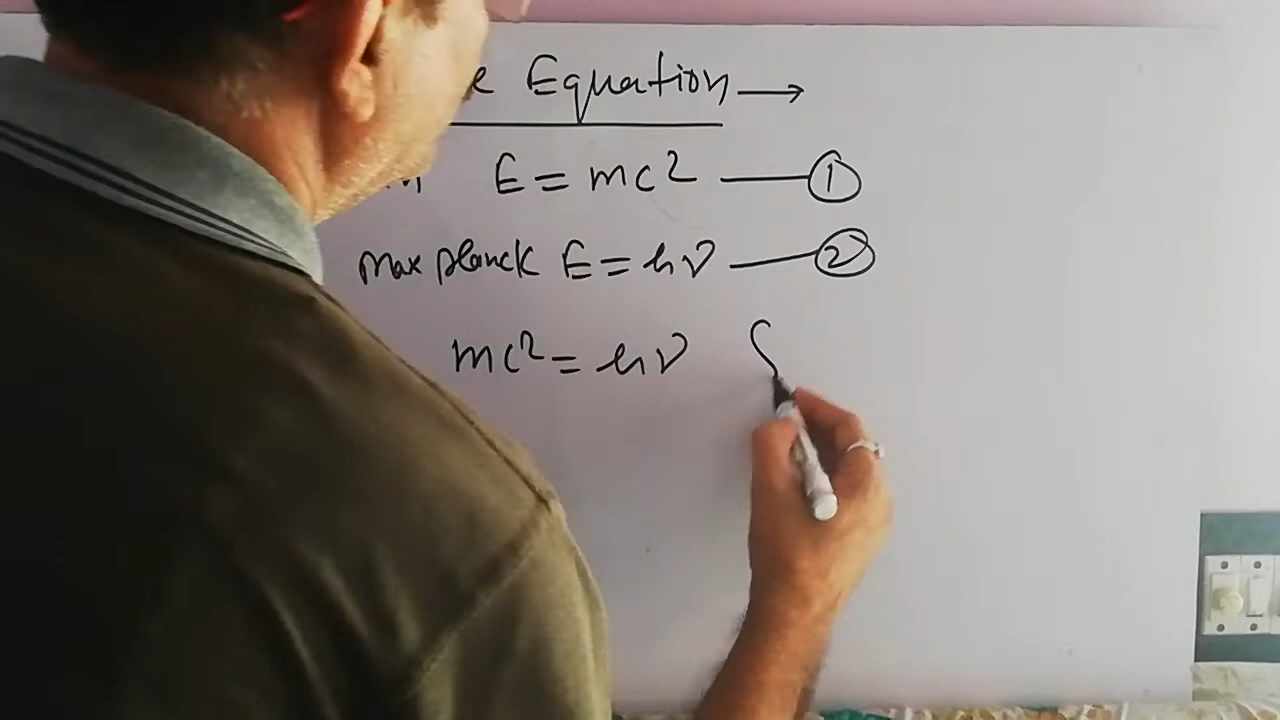 Equation →
E = mc² — ①
max planck E = hν — ②
mc² = hν